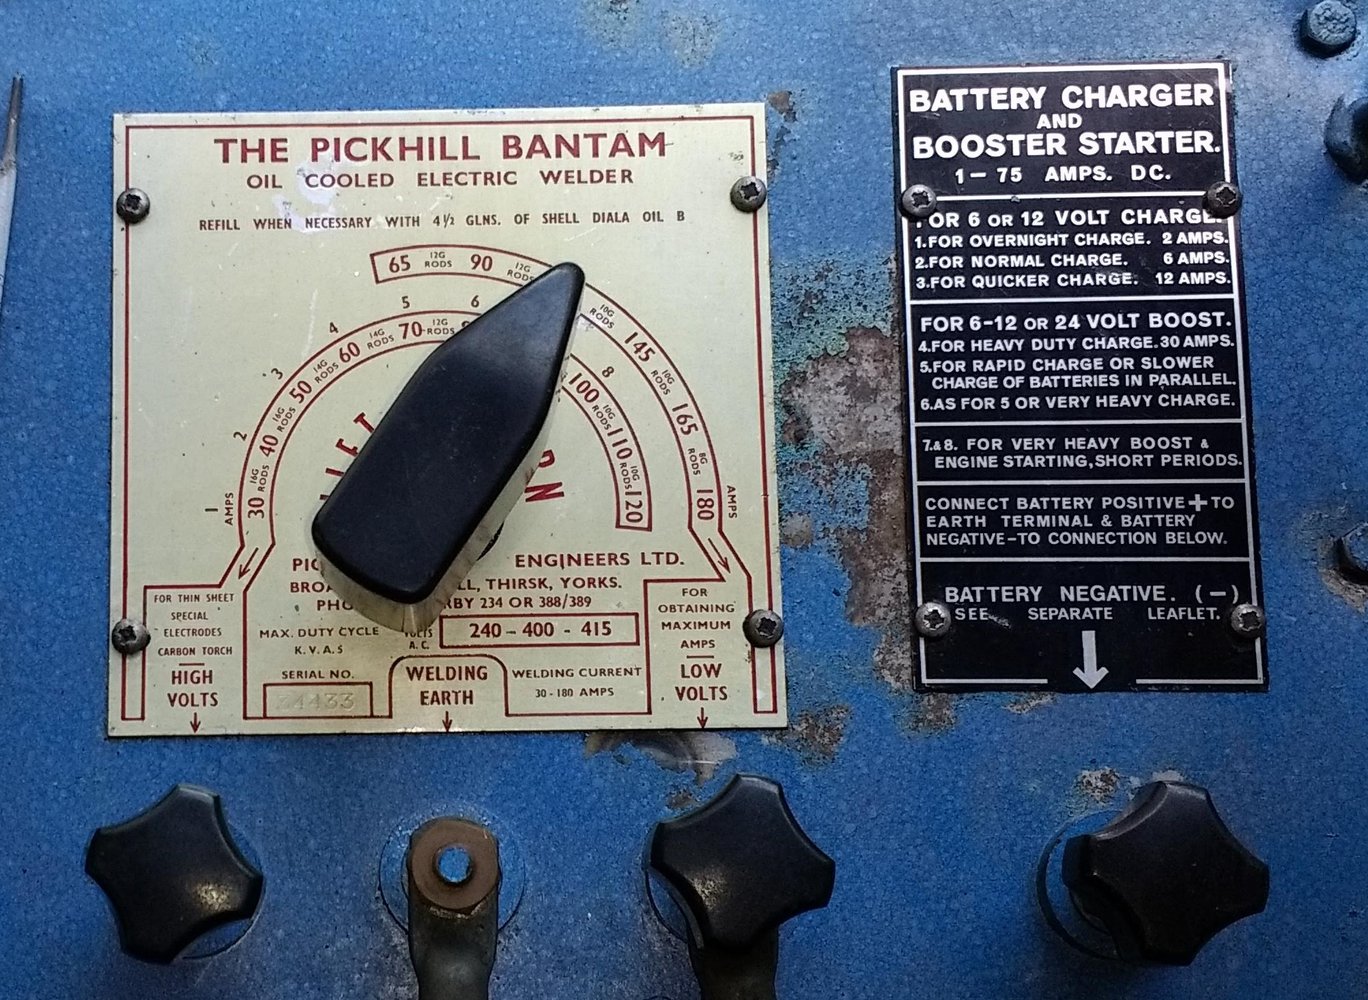 THE PICKHILL BANTAM
OIL COOLED ELECTRIC WELDER
REFILL WHEN NECESSARY WITH 4½ GLNS. OF SHELL DIALA OIL B
65 12G RODS 90 12G RODS 10G RODS 145 10G RODS 165 8G RODS 180
AMPS
1 2 3 4 5 6 8
AMPS
30 16G RODS 40 16G RODS 50 14G RODS 60 14G RODS 70 12G RODS 100 10G RODS 110 10G RODS 120
ENGINEERS LTD.
THIRSK, YORKS.
234 OR 388/389
MAX. DUTY CYCLE
K.V.A.S
VOLTS
A.C.
240 - 400 - 415
SERIAL NO.
WELDING
EARTH
WELDING CURRENT
30 - 180 AMPS
FOR THIN SHEET
SPECIAL
ELECTRODES
CARBON TORCH
HIGH
VOLTS
FOR
OBTAINING
MAXIMUM
AMPS
LOW
VOLTS
BATTERY CHARGER
AND
BOOSTER STARTER.
1 - 75 AMPS. DC.
FOR 6 OR 12 VOLT CHARGE.
1. FOR OVERNIGHT CHARGE. 2 AMPS.
2. FOR NORMAL CHARGE. 6 AMPS.
3. FOR QUICKER CHARGE. 12 AMPS.
FOR 6-12 OR 24 VOLT BOOST.
4. FOR HEAVY DUTY CHARGE. 30 AMPS.
5. FOR RAPID CHARGE OR SLOWER
CHARGE OF BATTERIES IN PARALLEL.
6. AS FOR 5 OR VERY HEAVY CHARGE.
7.&8. FOR VERY HEAVY BOOST &
ENGINE STARTING, SHORT PERIODS.
CONNECT BATTERY POSITIVE + TO
EARTH TERMINAL & BATTERY
NEGATIVE - TO CONNECTION BELOW.
BATTERY NEGATIVE. (-)
SEE SEPARATE LEAFLET.